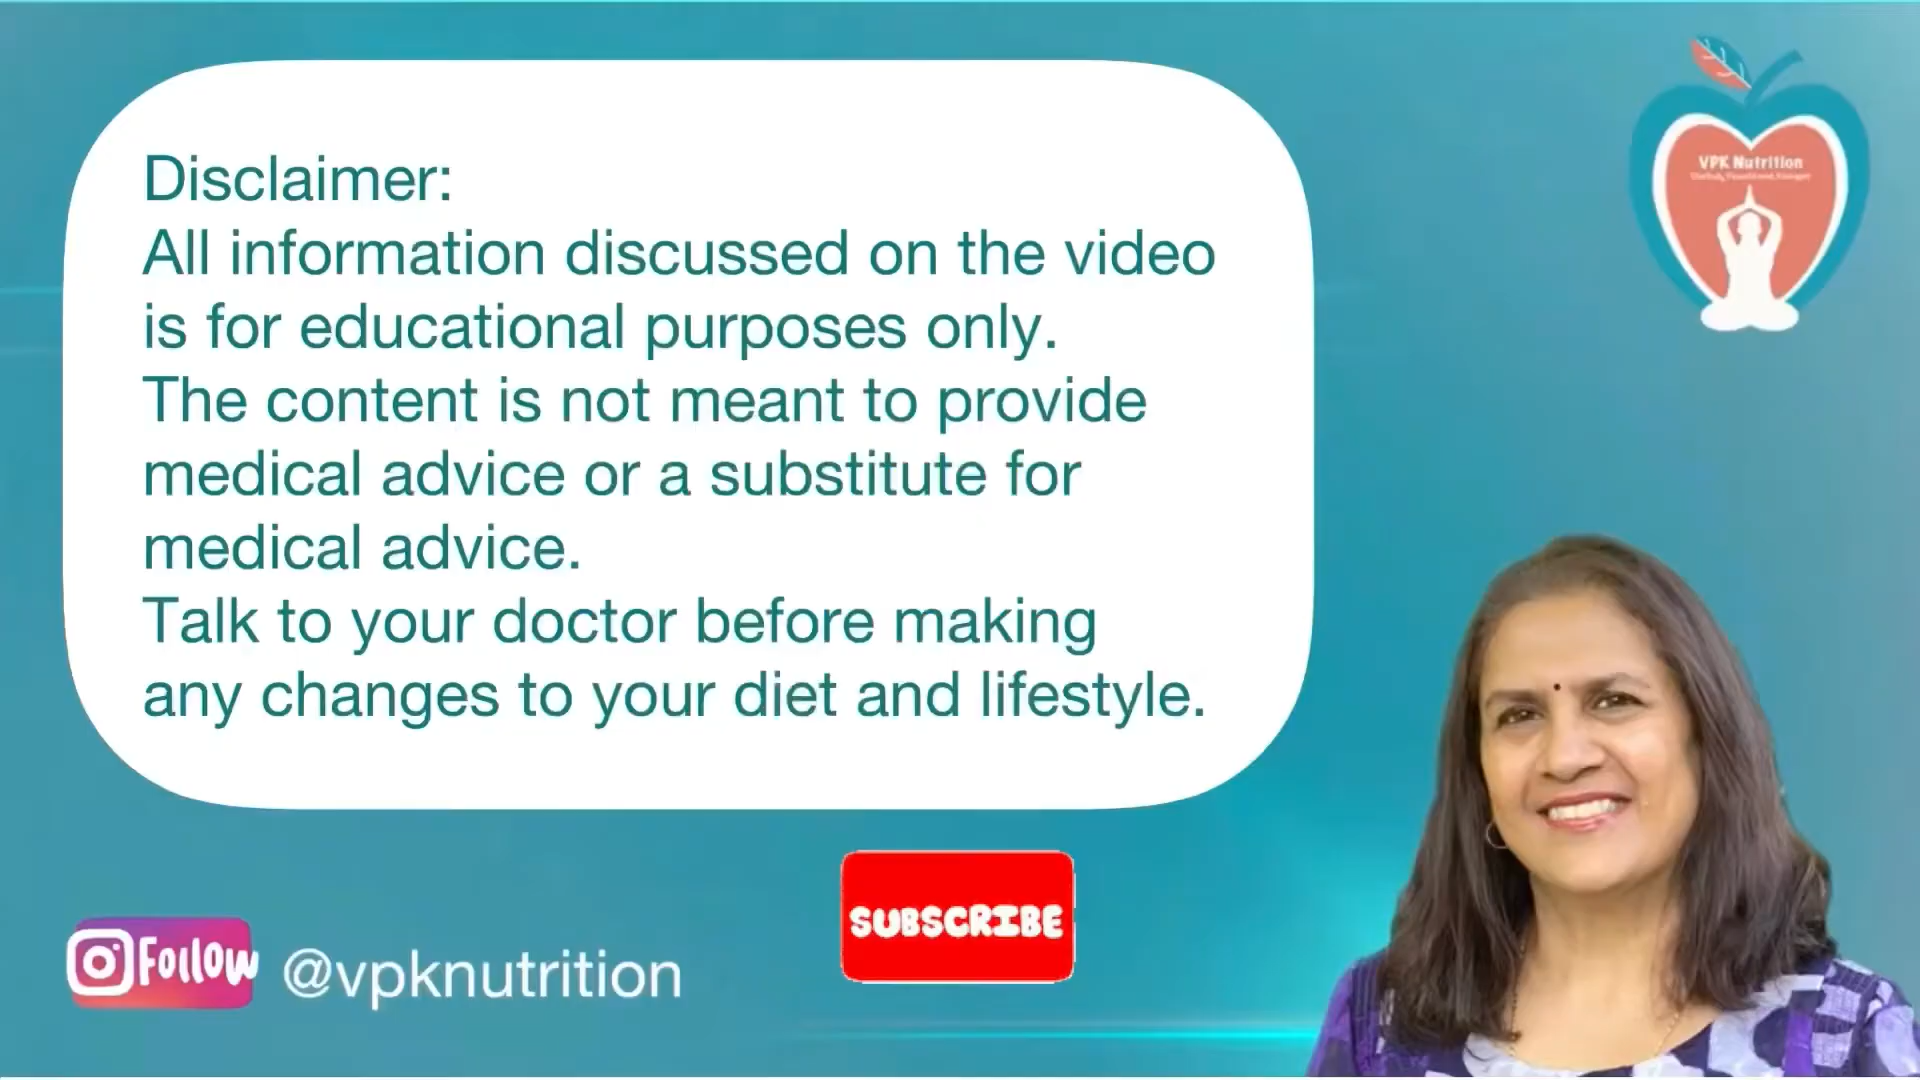 Disclaimer:
All information discussed on the video
is for educational purposes only.
The content is not meant to provide
medical advice or a substitute for
medical advice.
Talk to your doctor before making
any changes to your diet and lifestyle.
VPK Nutrition
SUBSCRIBE
Follow @vpknutrition